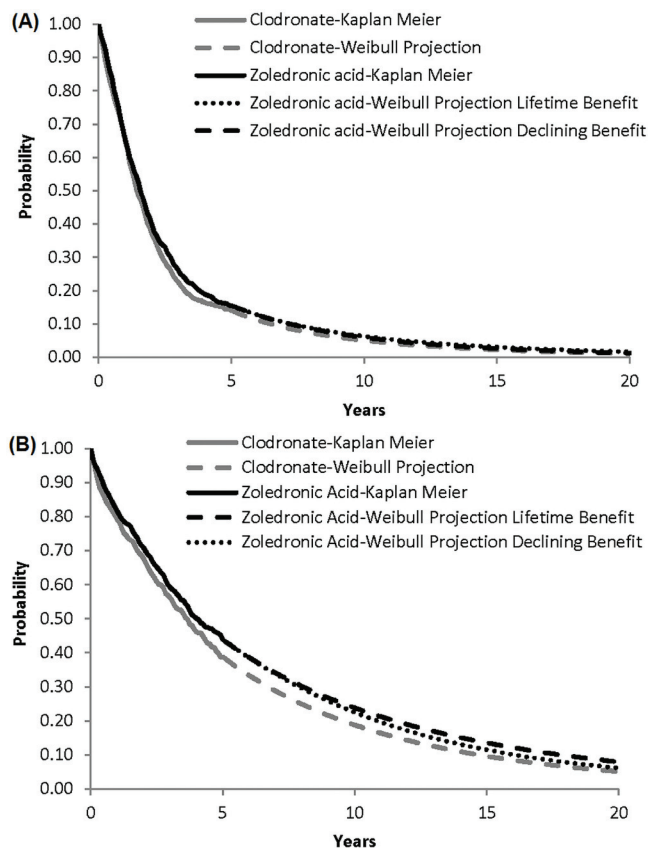 (A)
1.00
0.90
0.80
0.70
0.60
0.50
0.40
0.30
0.20
0.10
0.00
Probability
Clodronate-Kaplan Meier
Clodronate-Weibull Projection
Zoledronic acid-Kaplan Meier
Zoledronic acid-Weibull Projection Lifetime Benefit
Zoledronic acid-Weibull Projection Declining Benefit
0 5 10 15 20
Years
(B)
1.00
0.90
0.80
0.70
0.60
0.50
0.40
0.30
0.20
0.10
0.00
Probability
Clodronate-Kaplan Meier
Clodronate-Weibull Projection
Zoledronic Acid-Kaplan Meier
Zoledronic Acid-Weibull Projection Lifetime Benefit
Zoledronic Acid-Weibull Projection Declining Benefit
0 5 10 15 20
Years